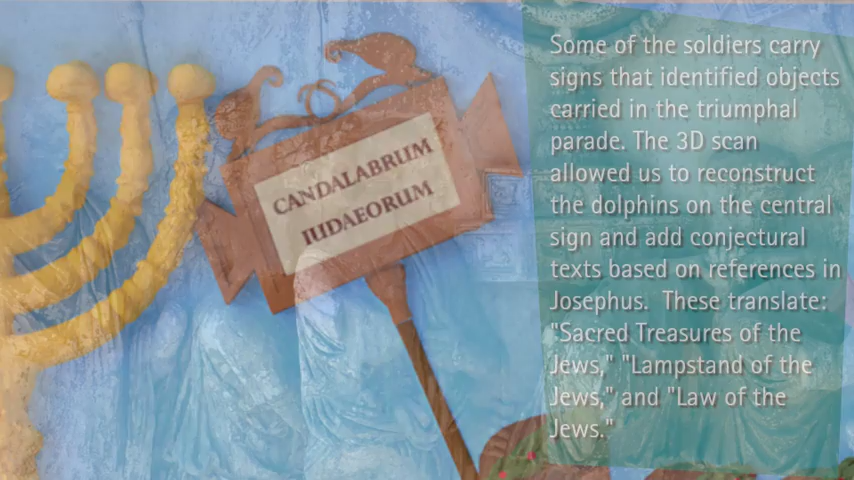 CANDALABRUM
IUDAEORUM
Some of the soldiers carry
signs that identified objects
carried in the triumphal
parade. The 3D scan
allowed us to reconstruct
the dolphins on the central
sign and add conjectural
texts based on references in
Josephus. These translate:
"Sacred Treasures of the
Jews," "Lampstand of the
Jews," and "Law of the
Jews."